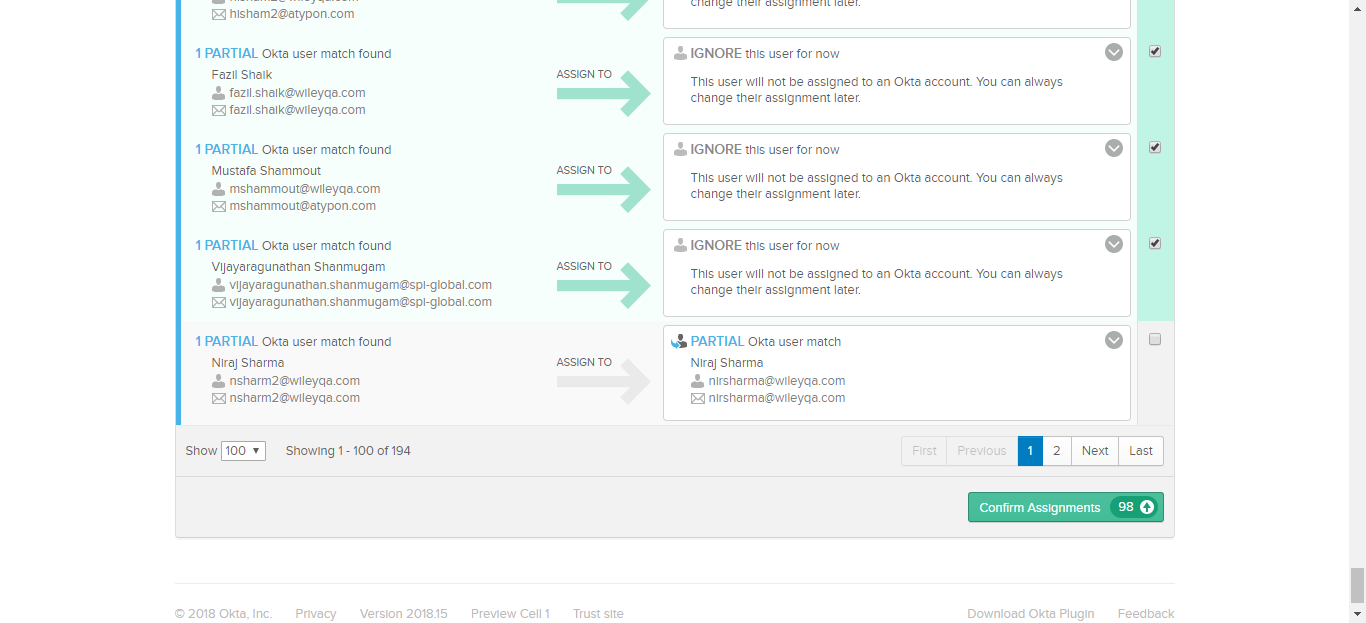 hisham2@atypon.com
change their assignment later.
1 PARTIAL Okta user match found
IGNORE this user for now
Fazil Shaik
ASSIGN TO
This user will not be assigned to an Okta account. You can always
fazil.shaik@wileyqa.com
change their assignment later.
fazil.shaik@wileyqa.com
1 PARTIAL Okta user match found
IGNORE this user for now
Mustafa Shammout
ASSIGN TO
This user will not be assigned to an Okta account. You can always
mshammout@wileyqa.com
change their assignment later.
mshammout@atypon.com
1 PARTIAL Okta user match found
IGNORE this user for now
Vijayaragunathan Shanmugam
ASSIGN TO
This user will not be assigned to an Okta account. You can always
vijayaragunathan.shanmugam@spi-global.com
change their assignment later.
vijayaragunathan.shanmugam@spi-global.com
1 PARTIAL Okta user match found
PARTIAL Okta user match
Niraj Sharma
ASSIGN TO
Niraj Sharma
nsharm2@wileyqa.com
nirsharma@wileyqa.com
nsharm2@wileyqa.com
nirsharma@wileyqa.com
Show 100 Showing 1 - 100 of 194 First Previous 1 2 Next Last
Confirm Assignments 98
© 2018 Okta, Inc. Privacy Version 2018.15 Preview Cell 1 Trust site Download Okta Plugin Feedback